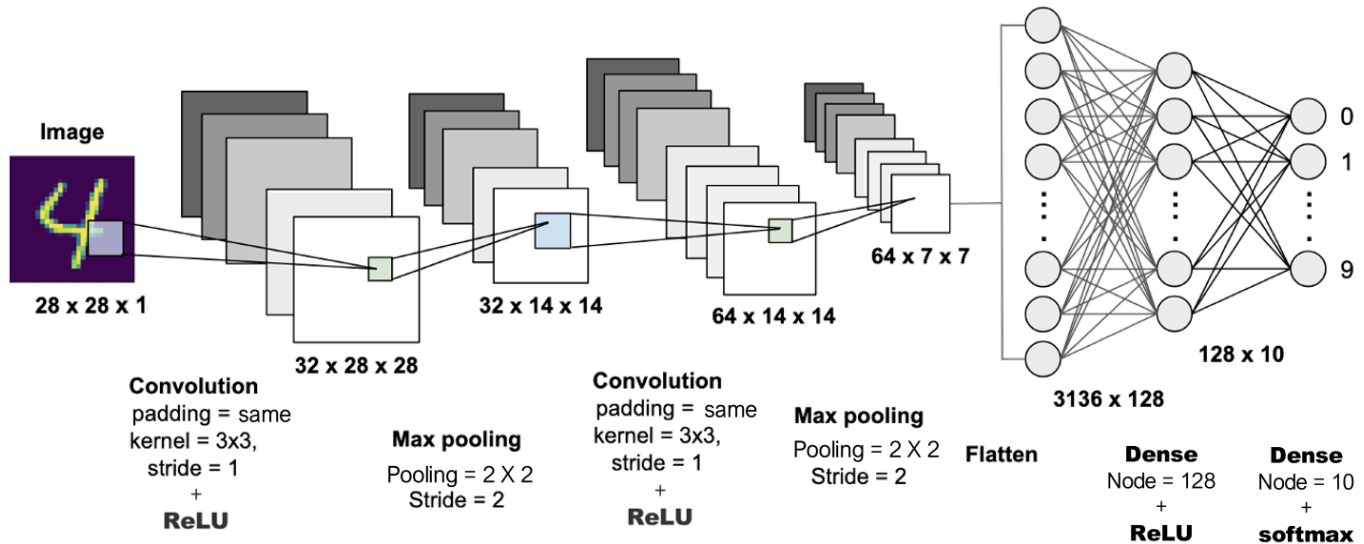 Image
28 x 28 x 1
32 x 28 x 28
32 x 14 x 14
64 x 14 x 14
64 x 7 x 7
3136 x 128
128 x 10
0
1
9
Convolution
padding = same
kernel = 3x3,
stride = 1
+
ReLU
Max pooling
Pooling = 2 X 2
Stride = 2
Convolution
padding = same
kernel = 3x3,
stride = 1
+
ReLU
Max pooling
Pooling = 2 X 2
Stride = 2
Flatten
Dense
Node = 128
+
ReLU
Dense
Node = 10
+
softmax